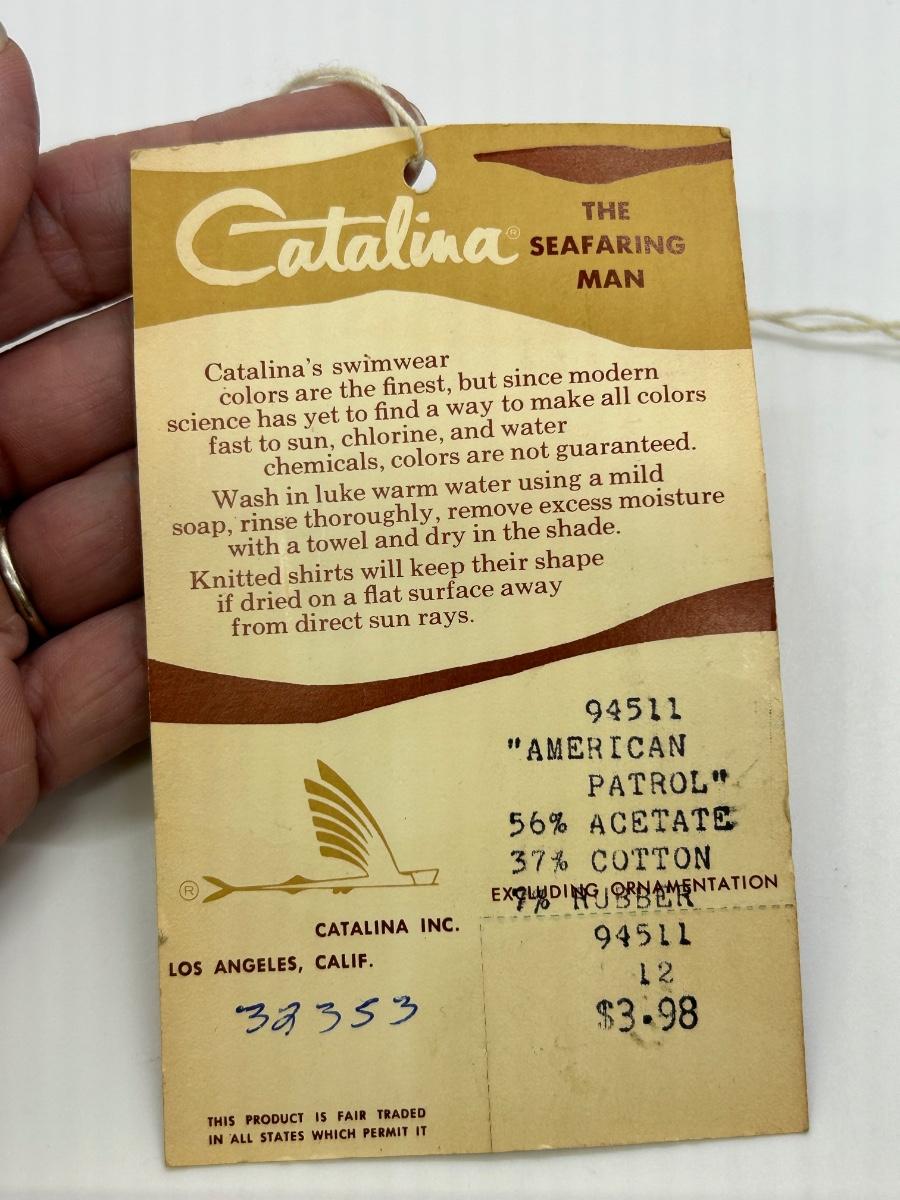 Catalina®
THE
SEAFARING
MAN
Catalina's swimwear
colors are the finest, but since modern
science has yet to find a way to make all colors
fast to sun, chlorine, and water
chemicals, colors are not guaranteed.
Wash in luke warm water using a mild
soap, rinse thoroughly, remove excess moisture
with a towel and dry in the shade.
Knitted shirts will keep their shape
if dried on a flat surface away
from direct sun rays.
94511
"AMERICAN
PATROL"
56% ACETATE
37% COTTON
EXCLUDING ORNAMENTATION
7% RUBBER
®
CATALINA INC.
LOS ANGELES, CALIF.
32353
94511
12
$3.98
THIS PRODUCT IS FAIR TRADED
IN ALL STATES WHICH PERMIT IT